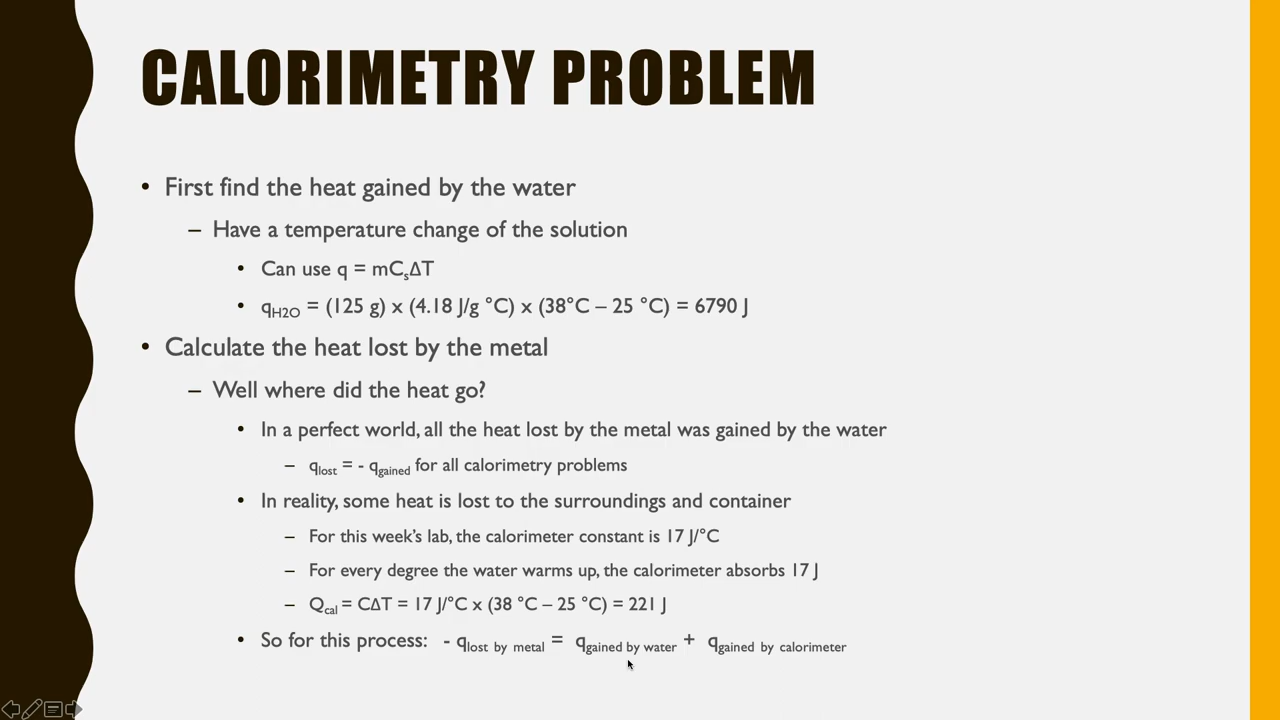 CALORIMETRY PROBLEM
• First find the heat gained by the water
– Have a temperature change of the solution
• Can use q = mCsΔT
• qH2O = (125 g) x (4.18 J/g °C) x (38°C – 25 °C) = 6790 J
• Calculate the heat lost by the metal
– Well where did the heat go?
• In a perfect world, all the heat lost by the metal was gained by the water
– qlost = - qgained for all calorimetry problems
• In reality, some heat is lost to the surroundings and container
– For this week's lab, the calorimeter constant is 17 J/°C
– For every degree the water warms up, the calorimeter absorbs 17 J
– Qcal = CΔT = 17 J/°C x (38 °C – 25 °C) = 221 J
• So for this process: - qlost by metal = qgained by water + qgained by calorimeter